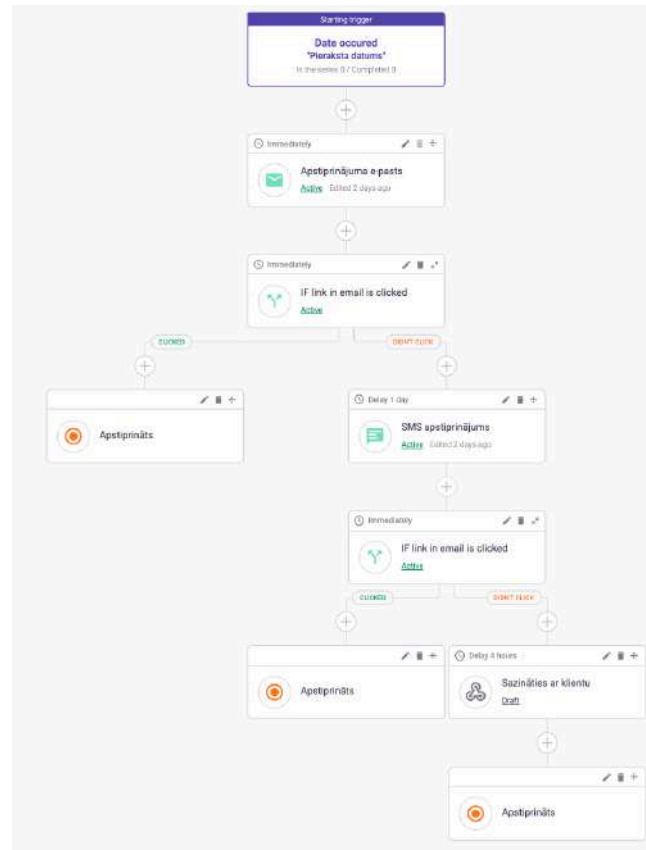 Starting trigger
Date occured
"Pieraksta datums"
In the series 0 / Completed 0
Immediately
Apstiprinājuma e-pasts
Active Edited 2 days ago
Immediately
IF link in email is clicked
Active
CLICKED
DIDN'T CLICK
Apstiprināts
Delay 1 day
SMS apstiprinājums
Active Edited 2 days ago
Immediately
IF link in email is clicked
Active
CLICKED
DIDN'T CLICK
Apstiprināts
Delay 4 hours
Sazināties ar klientu
Draft
Apstiprināts